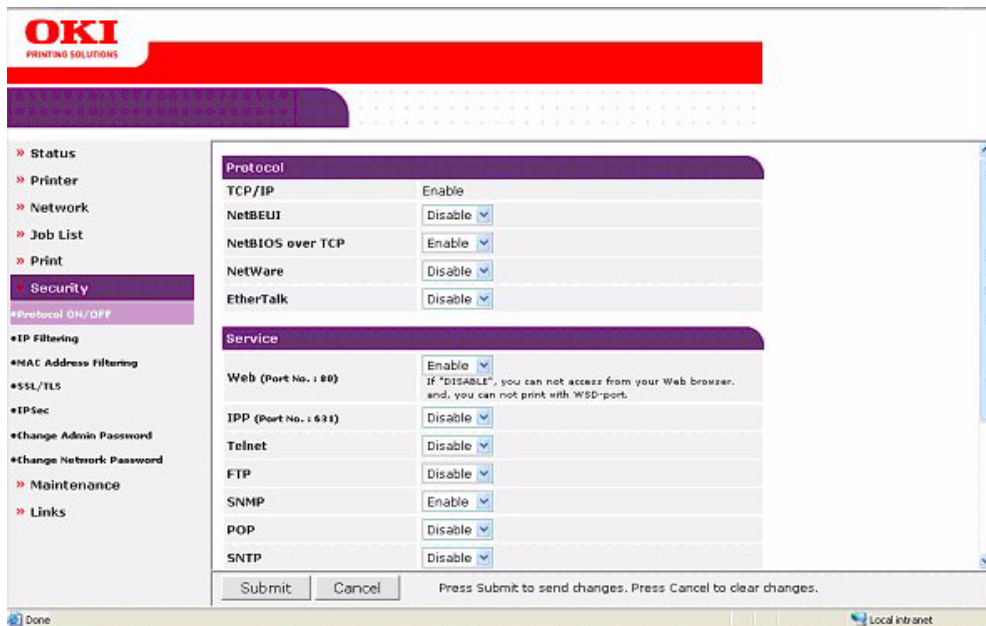 OKI
PRINTING SOLUTIONS
Status
Printer
Network
Job List
Print
Security
Protocol ON/OFF
IP Filtering
MAC Address Filtering
SSL/TLS
IPSec
Change Admin Password
Change Network Password
Maintenance
Links
Protocol
TCP/IP Enable
NetBEUI Disable
NetBIOS over TCP Enable
NetWare Disable
EtherTalk Disable
Service
Web (Port No. : 80) Enable
If "DISABLE", you can not access from your Web browser.
and, you can not print with WSD-port.
IPP (Port No. : 631) Disable
Telnet Disable
FTP Disable
SNMP Enable
POP Disable
SNTP Disable
Submit Cancel Press Submit to send changes. Press Cancel to clear changes.
Done Local intranet